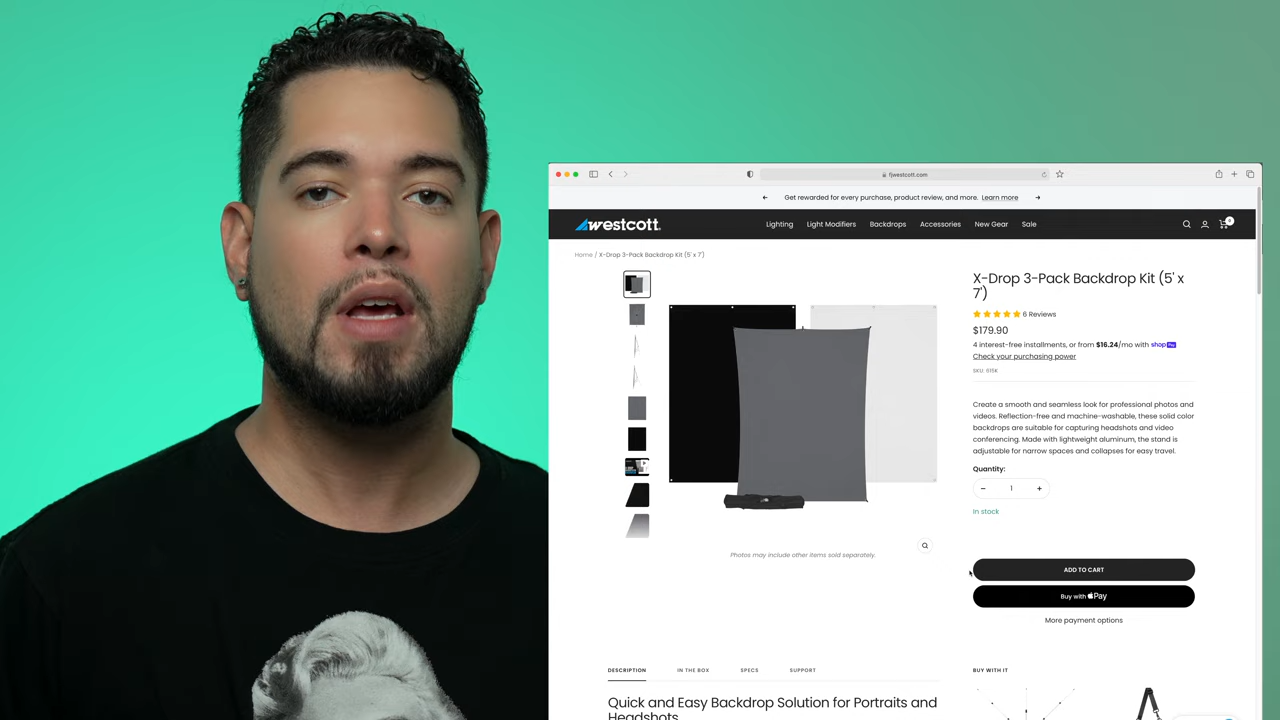 fjwestcott.com
Get rewarded for every purchase, product review, and more. Learn more
westcott
Lighting Light Modifiers Backdrops Accessories New Gear Sale
0
Home / X-Drop 3-Pack Backdrop Kit (5' x 7')
X-Drop 3-Pack Backdrop Kit (5' x
7')
6 Reviews
$179.90
4 interest-free installments, or from $16.24/mo with shop Pay
Check your purchasing power
SKU: 615K
Create a smooth and seamless look for professional photos and
videos. Reflection-free and machine-washable, these solid color
backdrops are suitable for capturing headshots and video
conferencing. Made with lightweight aluminum, the stand is
adjustable for narrow spaces and collapses for easy travel.
Quantity:
− 1 +
In stock
Photos may include other items sold separately.
ADD TO CART
Buy with Pay
More payment options
DESCRIPTION IN THE BOX SPECS SUPPORT
BUY WITH IT
Quick and Easy Backdrop Solution for Portraits and
Headshots